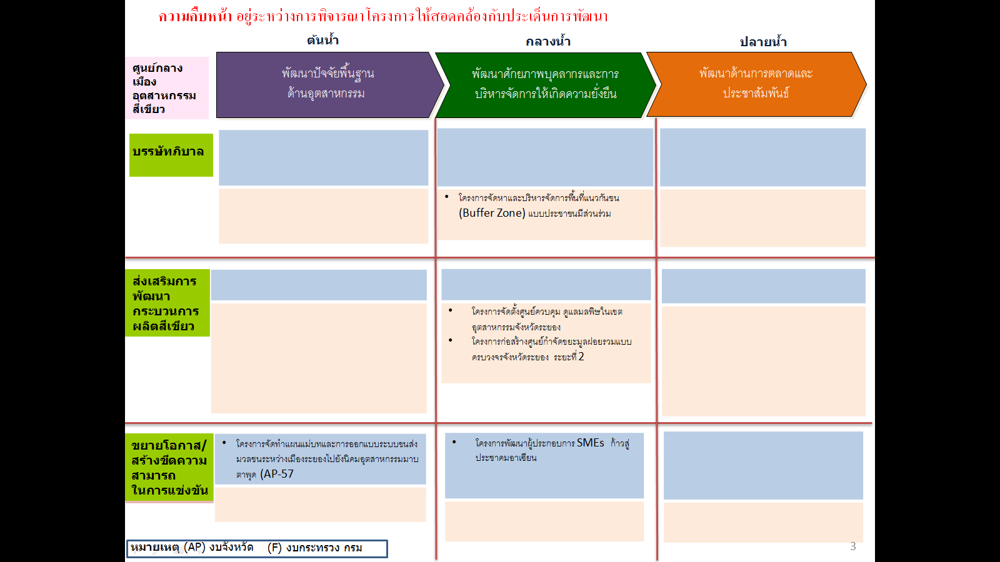 ความคืบหน้า อยู่ระหว่างการพิจารณาโครงการให้สอดคล้องกับประเด็นการพัฒนา
ต้นน้ำ
กลางน้ำ
ปลายน้ำ
ศูนย์กลาง
เมือง
อุตสาหกรรม
สีเขียว
พัฒนาปัจจัยพื้นฐาน
ด้านอุตสาหกรรม
พัฒนาศักยภาพบุคลากรและการ
บริหารจัดการให้เกิดความยั่งยืน
พัฒนาด้านการตลาดและ
ประชาสัมพันธ์
บรรษัทภิบาล
• โครงการจัดหาและบริหารจัดการพื้นที่แนวกันชน
(Buffer Zone) แบบประชาชนมีส่วนร่วม
ส่งเสริมการ
พัฒนา
กระบวนการ
ผลิตสีเขียว
• โครงการจัดตั้งศูนย์ควบคุม ดูแลมลพิษในเขต
อุตสาหกรรมจังหวัดระยอง
• โครงการก่อสร้างศูนย์กำจัดขยะมูลฝอยรวมแบบ
ครบวงจรจังหวัดระยอง ระยะที่ 2
ขยายโอกาส/
สร้างขีดความ
สามารถ
ในการแข่งขัน
• โครงการจัดทำแผนแม่บทและการออกแบบระบบขนส่ง
มวลชนระหว่างเมืองระยองไปยังนิคมอุตสาหกรรมมาบ
ตาพุด (AP-57
• โครงการพัฒนาผู้ประกอบการ SMEs ก้าวสู่
ประชาคมอาเซียน
หมายเหตุ (AP) งบจังหวัด (F) งบกระทรวง กรม
3